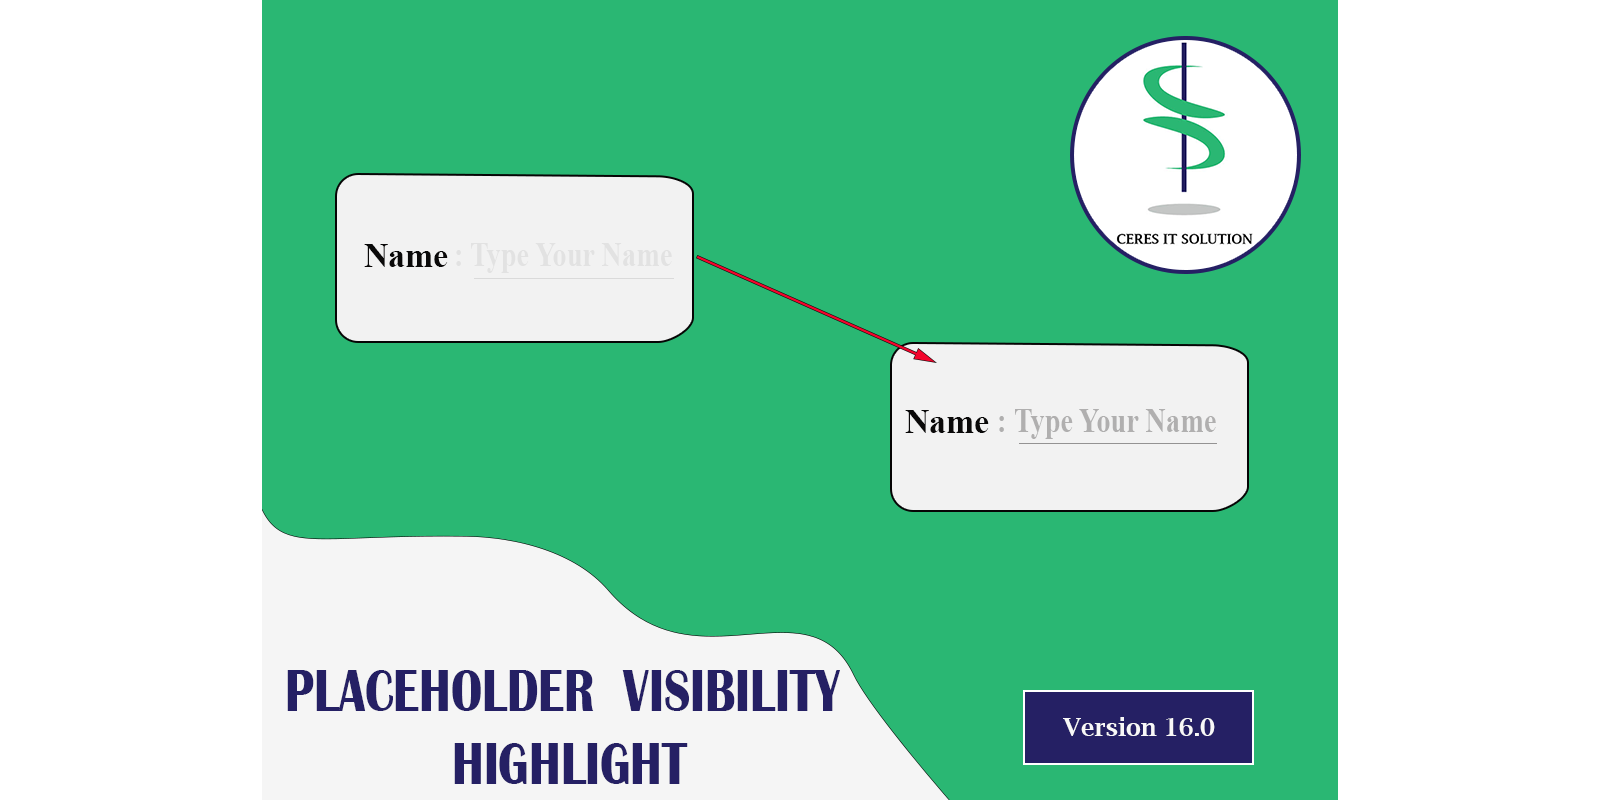 CERES IT SOLUTION
Name : Type Your Name
Name : Type Your Name
PLACEHOLDER VISIBILITY
HIGHLIGHT
Version 16.0